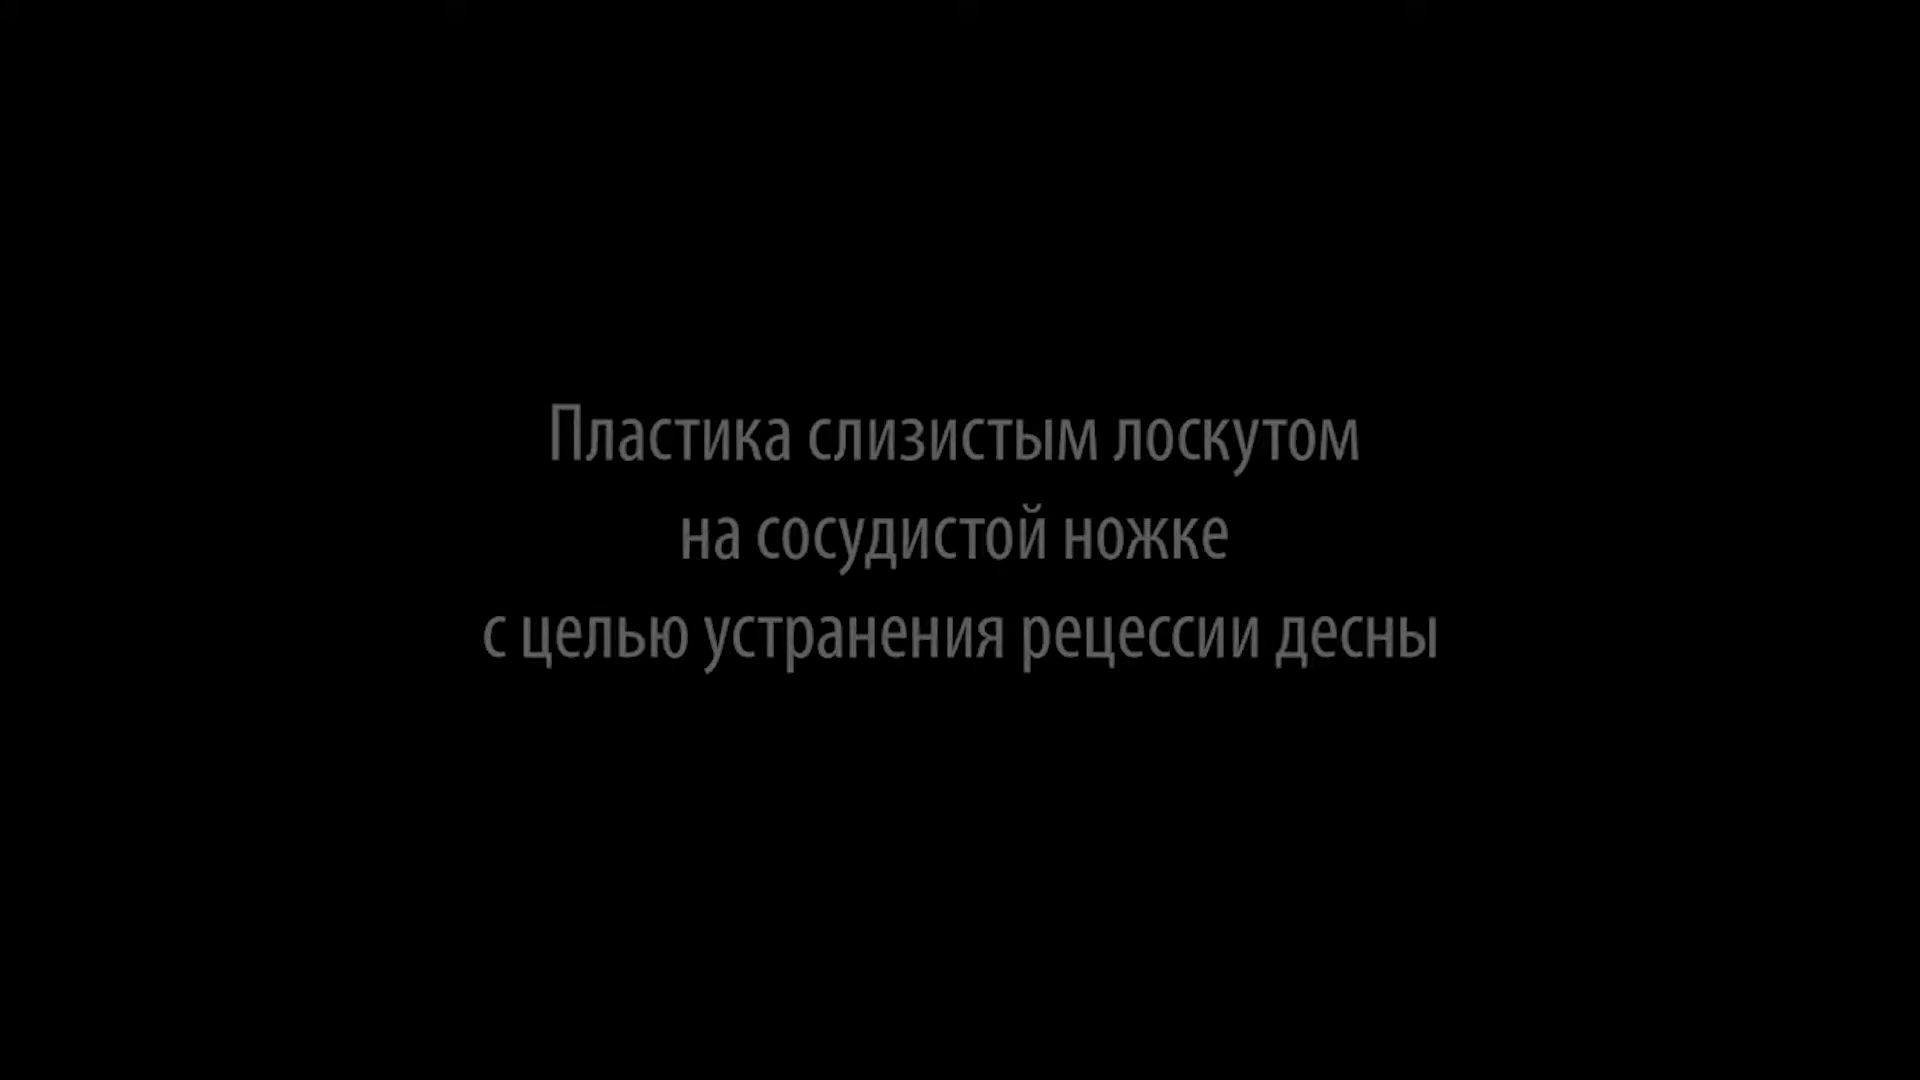 Пластика слизистым лоскутом
на сосудистой ножке
с целью устранения рецессии десны